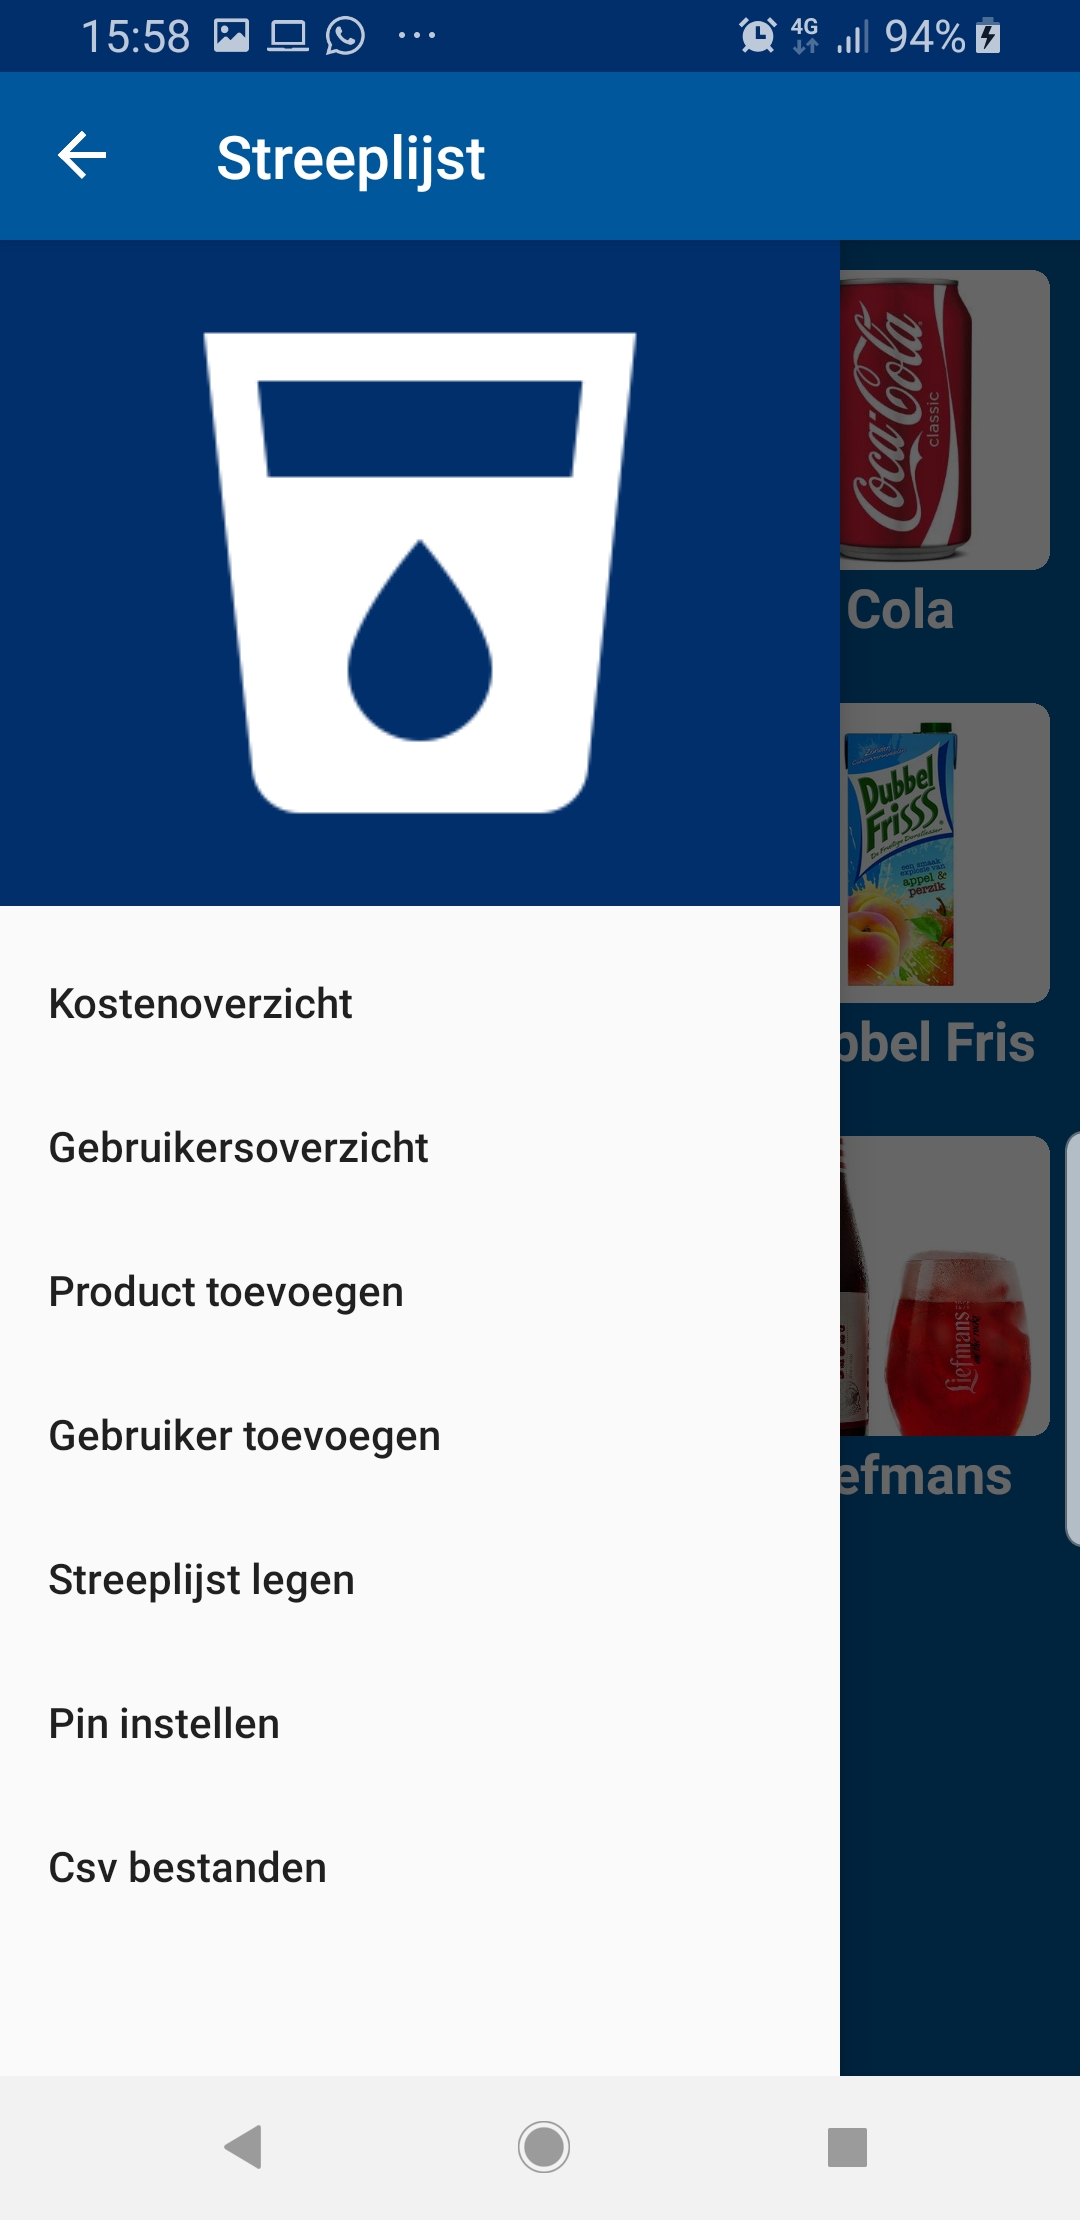 15:58
4G
94%
Streeplijst
Coca-Cola
classic
Cola
Dubbel
Frisss
appel &
perzik
bbel Fris
Liefmans
efmans
Kostenoverzicht
Gebruikersoverzicht
Product toevoegen
Gebruiker toevoegen
Streeplijst legen
Pin instellen
Csv bestanden